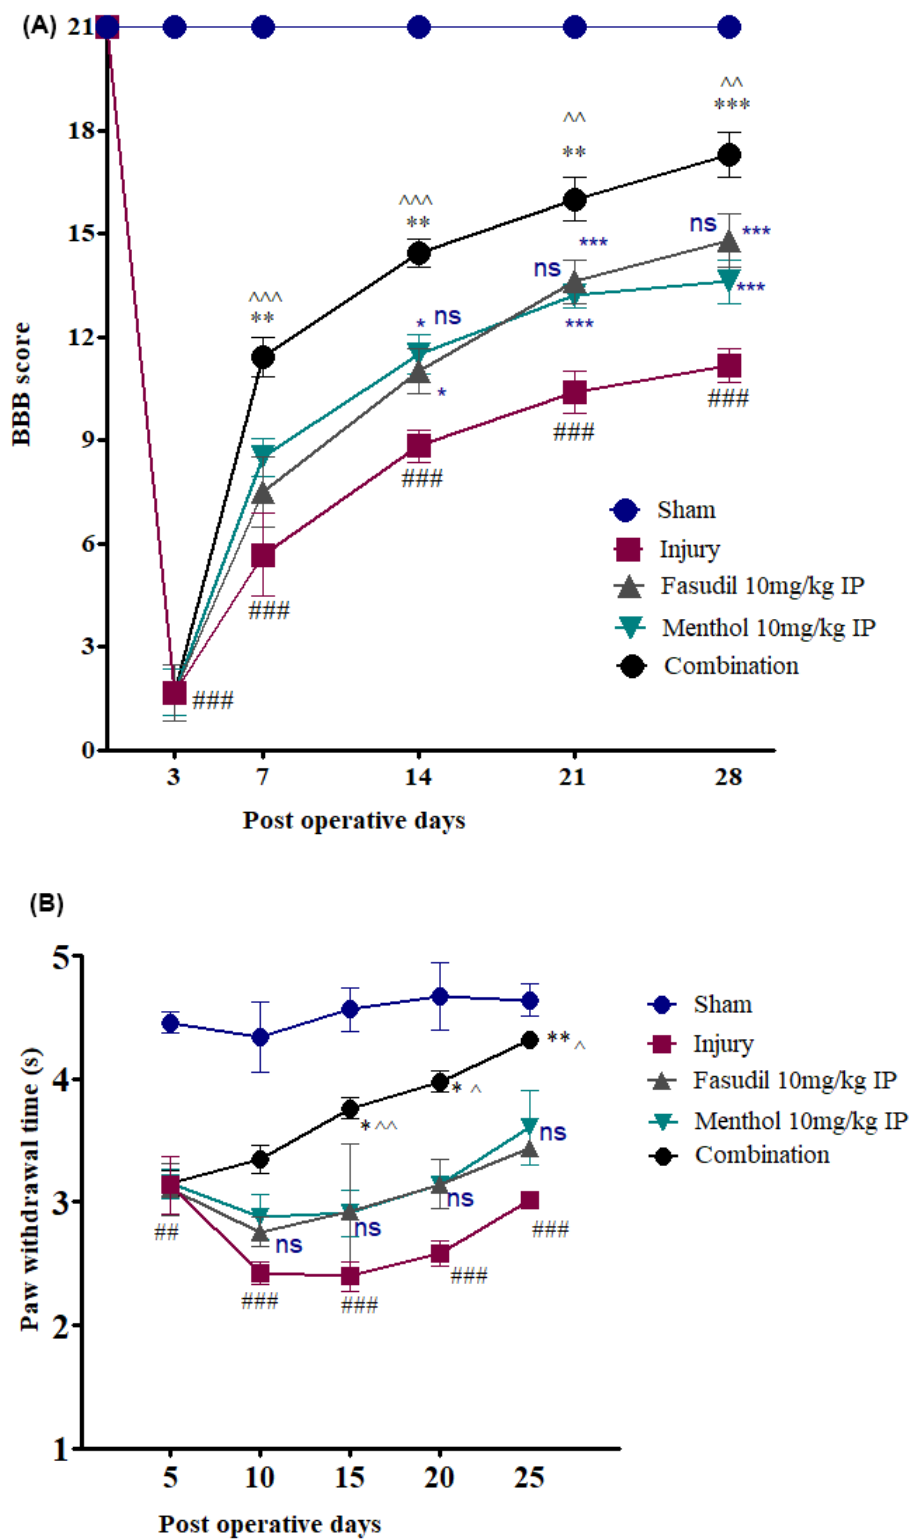 (A)
21
^^
***
18
^^
**
^^^
**
ns
***
15
***
ns
^^^
**
***
12
* ns
***
*
###
9
###
###
BBB score
Sham
Injury
6
Fasudil 10mg/kg IP
###
Menthol 10mg/kg IP
3
Combination
###
0
3 7 14 21 28
Post operative days
(B)
5
Sham
** ^
Injury
4
* ^
Fasudil 10mg/kg IP
* ^^
Menthol 10mg/kg IP
ns
Combination
3
ns
##
ns
ns
###
###
###
###
2
Paw withdrawal time (s)
1
5 10 15 20 25
Post operative days